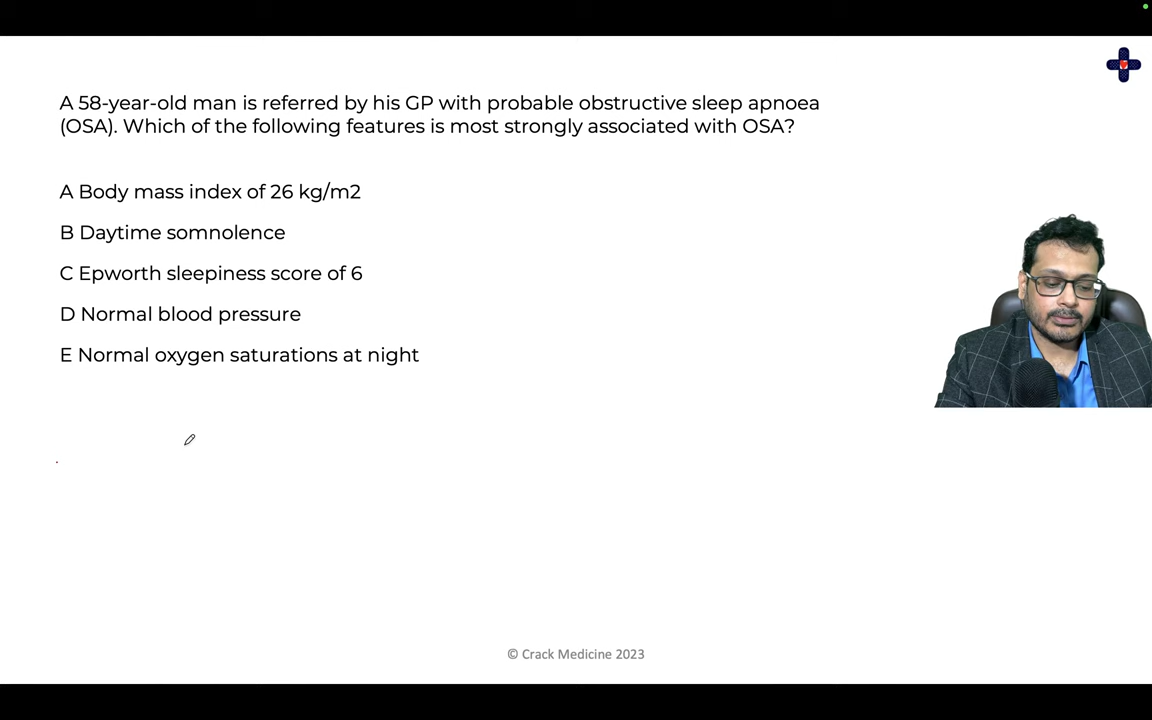 A 58-year-old man is referred by his GP with probable obstructive sleep apnoea
(OSA). Which of the following features is most strongly associated with OSA?
A Body mass index of 26 kg/m2
B Daytime somnolence
C Epworth sleepiness score of 6
D Normal blood pressure
E Normal oxygen saturations at night
© Crack Medicine 2023